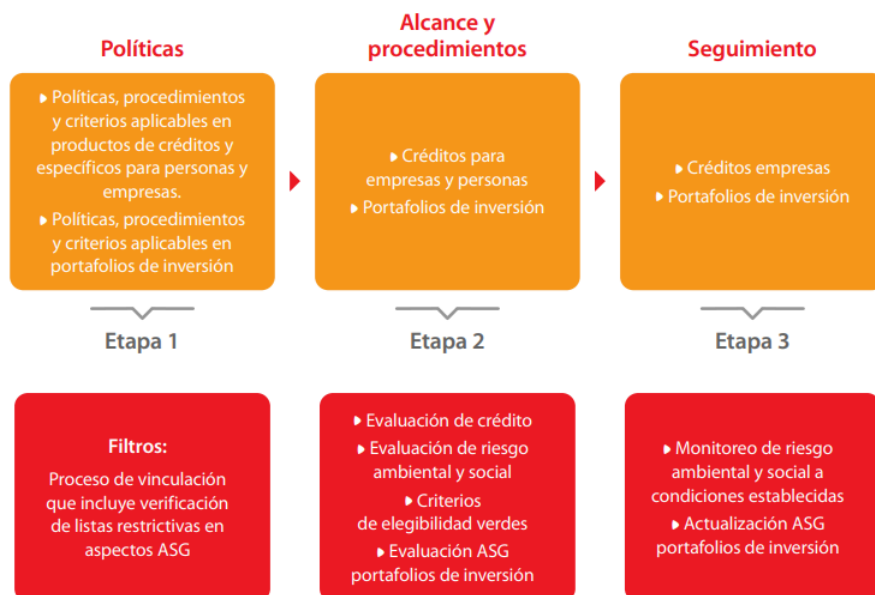 Políticas
▶ Políticas, procedimientos
y criterios aplicables en
productos de créditos y
específicos para personas y
empresas.
▶ Políticas, procedimientos
y criterios aplicables en
portafolios de inversión
Etapa 1
Filtros:
Proceso de vinculación
que incluye verificación
de listas restrictivas en
aspectos ASG
Alcance y
procedimientos
▶ Créditos para
empresas y personas
▶ Portafolios de inversión
Etapa 2
▶ Evaluación de crédito
▶ Evaluación de riesgo
ambiental y social
▶ Criterios
de elegibilidad verdes
▶ Evaluación ASG
portafolios de inversión
Seguimiento
▶ Créditos empresas
▶ Portafolios de inversión
Etapa 3
▶ Monitoreo de riesgo
ambiental y social a
condiciones establecidas
▶ Actualización ASG
portafolios de inversión